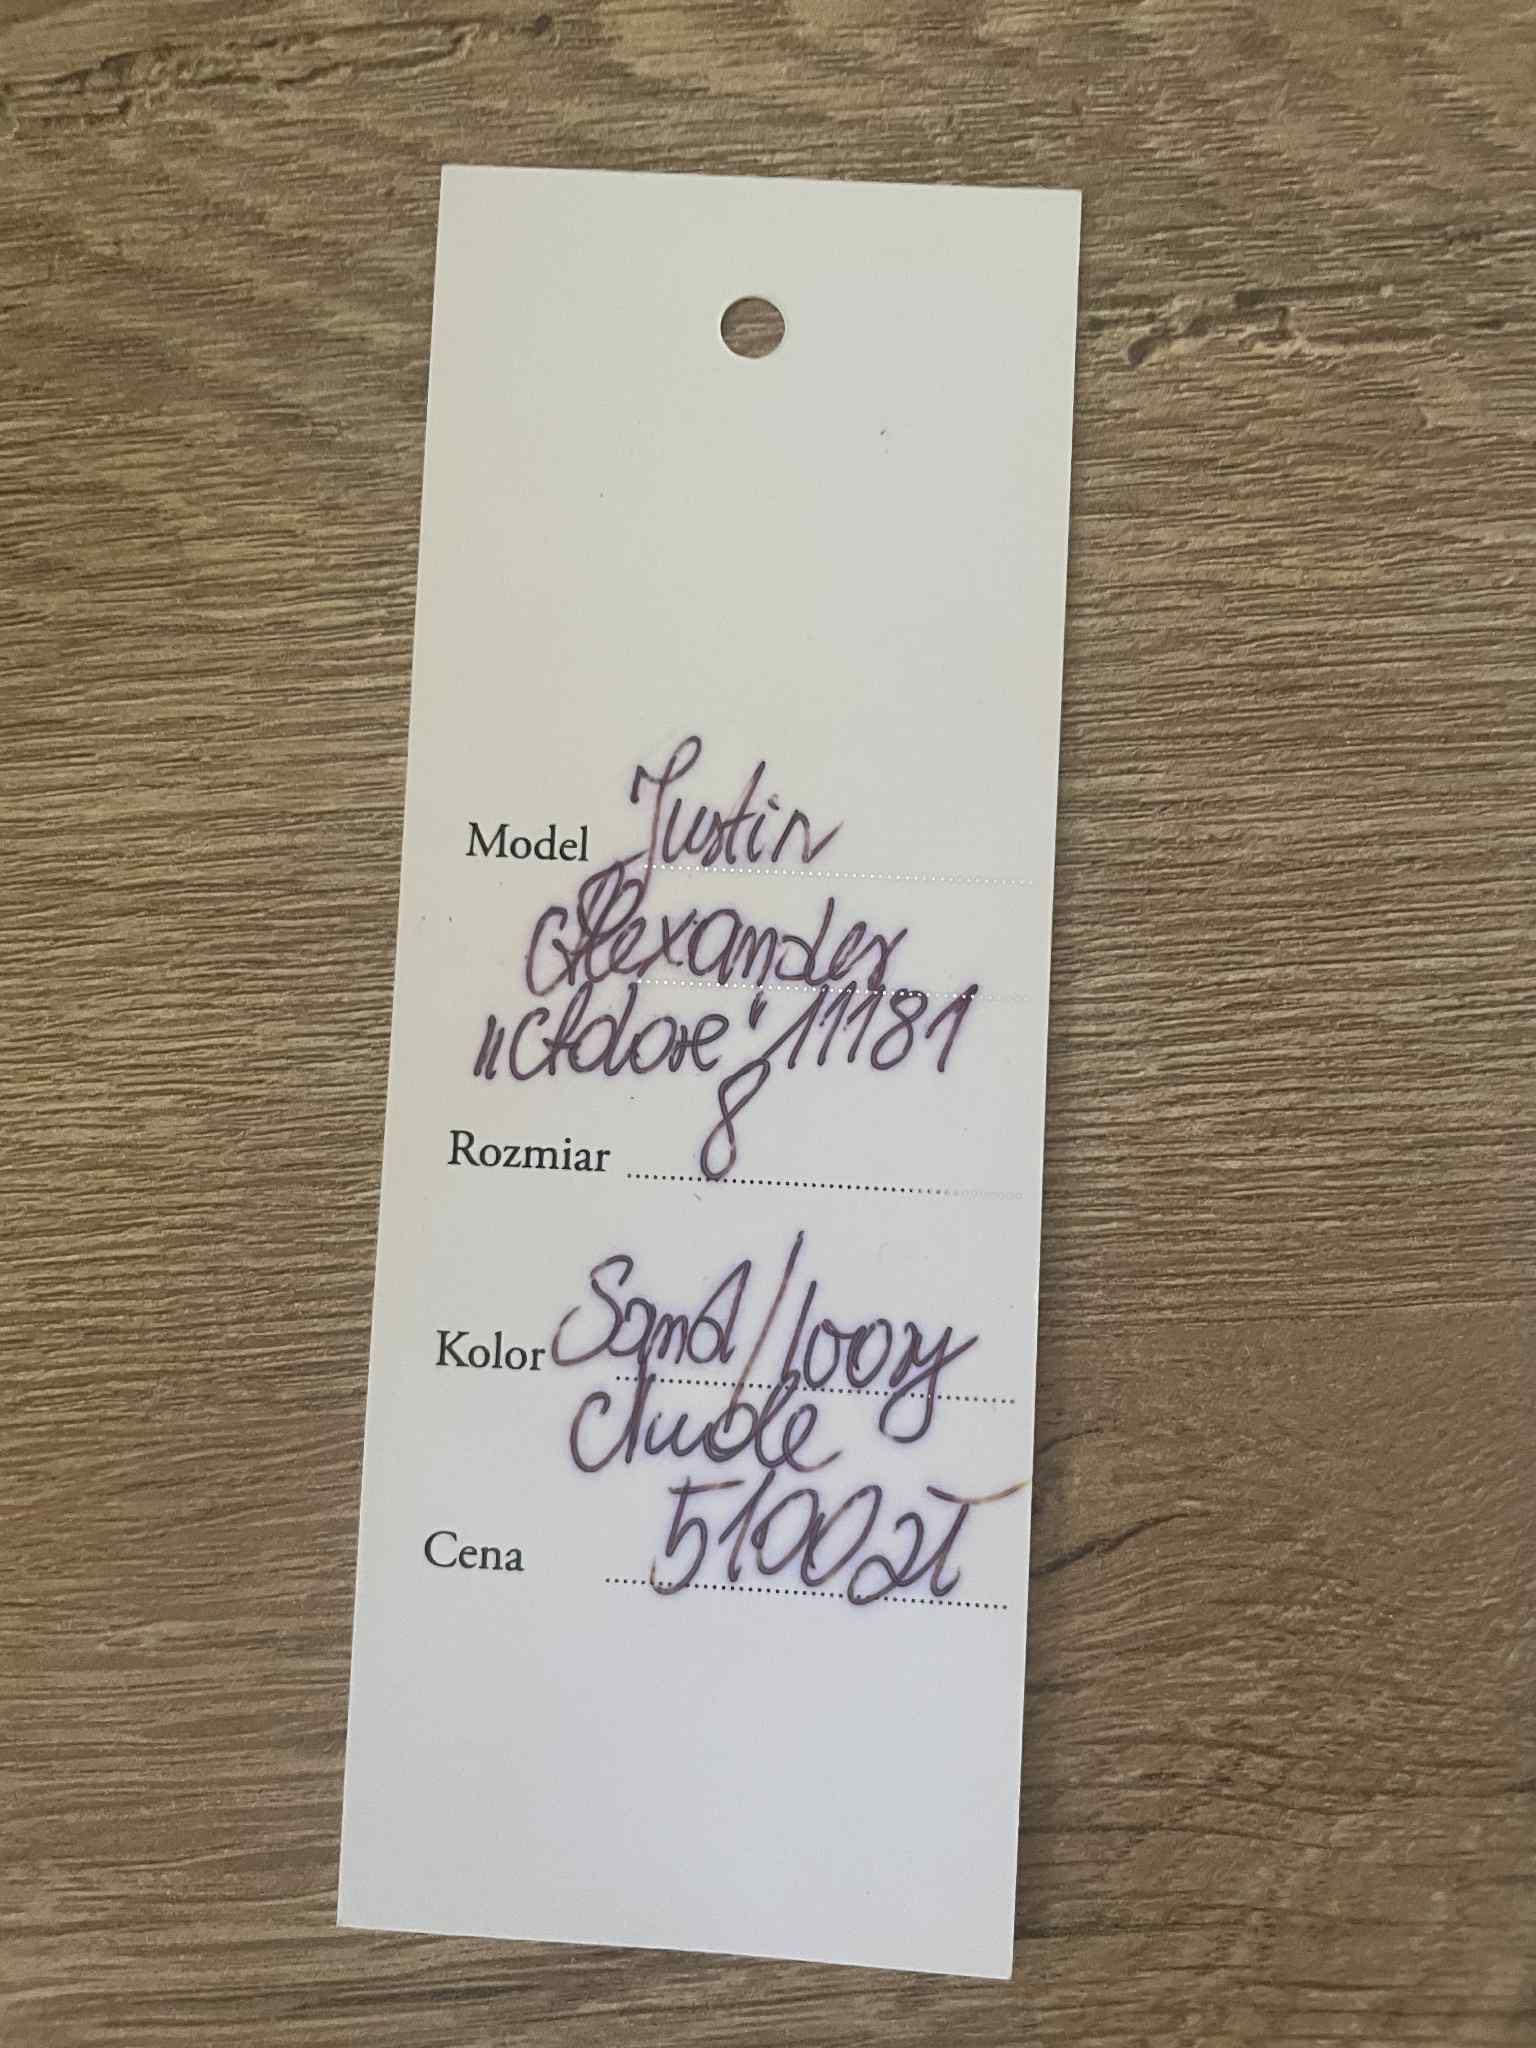 Model Justin
Alexander
„Adore" 11181
Rozmiar 8
Kolor Sand/Ivory
Nude
Cena 5100zł